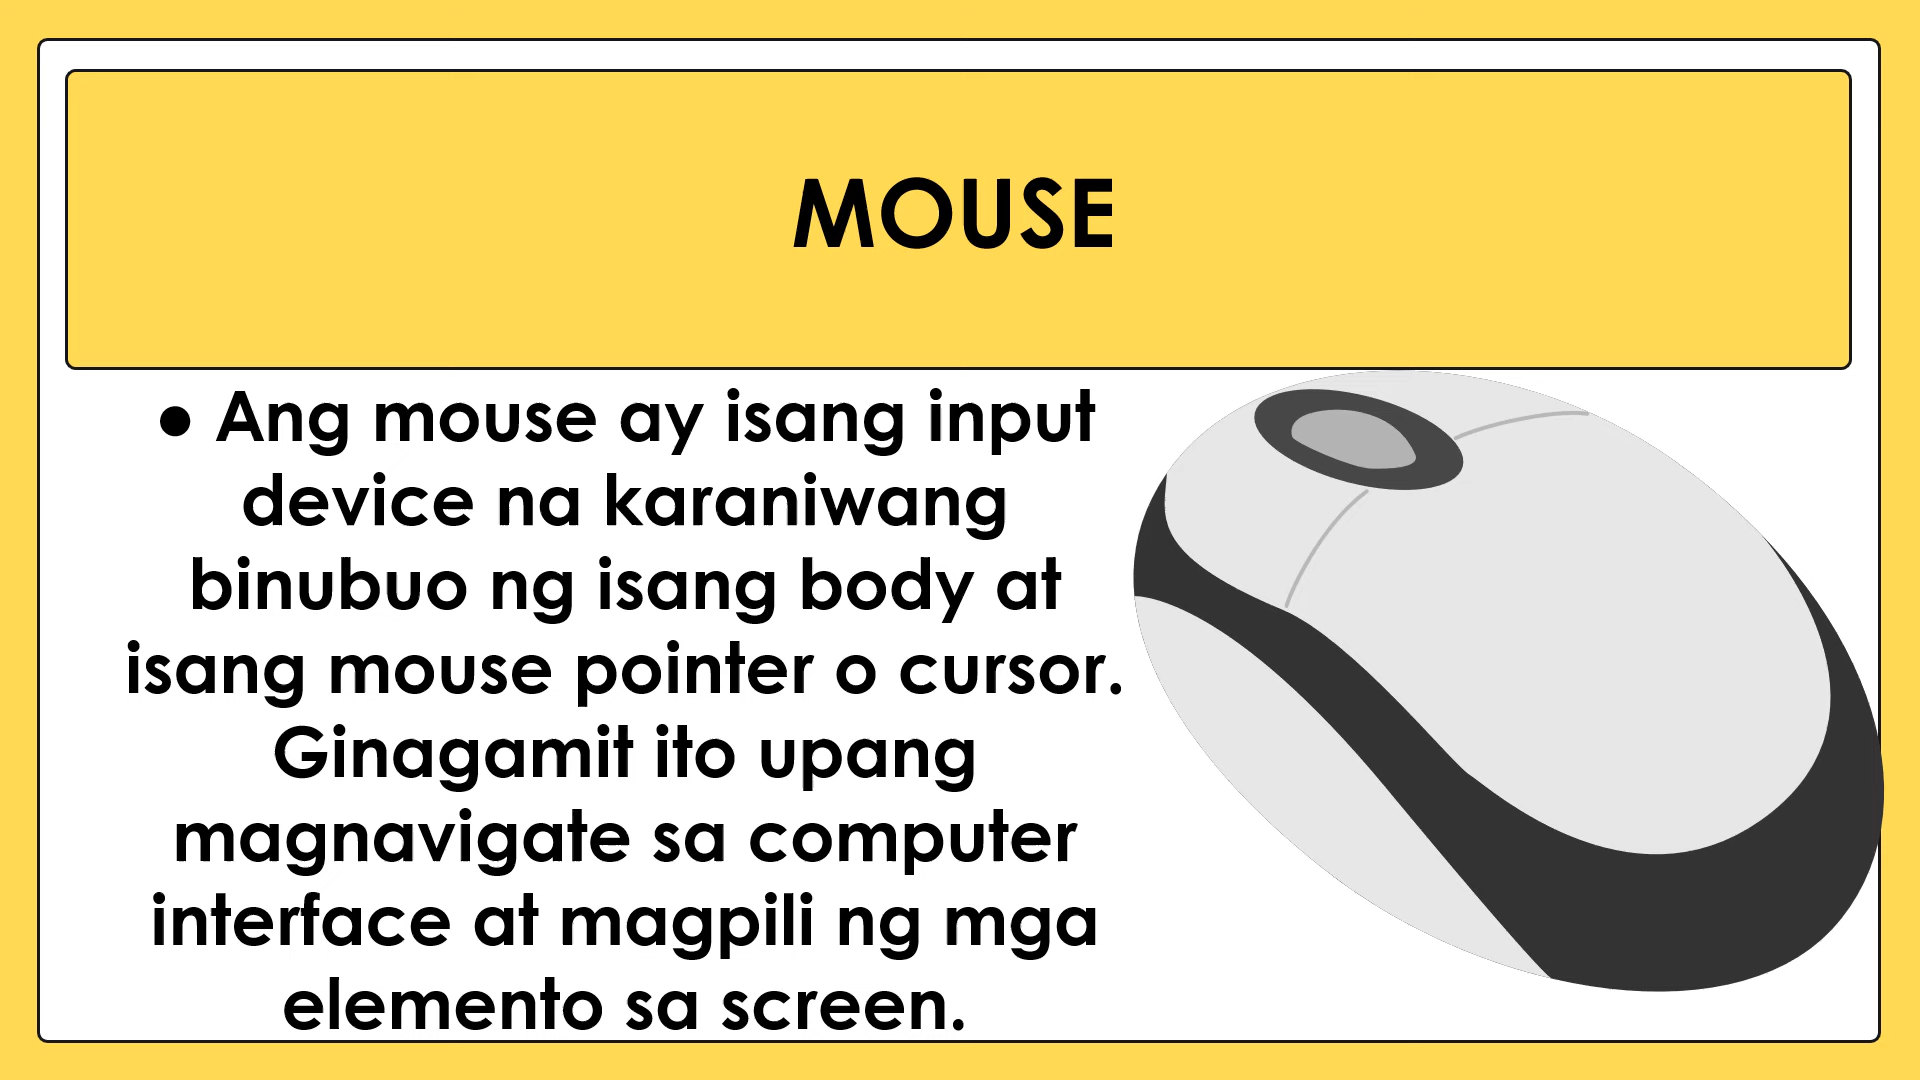 MOUSE
● Ang mouse ay isang input
device na karaniwang
binubuo ng isang body at
isang mouse pointer o cursor.
Ginagamit ito upang
magnavigate sa computer
interface at magpili ng mga
elemento sa screen.